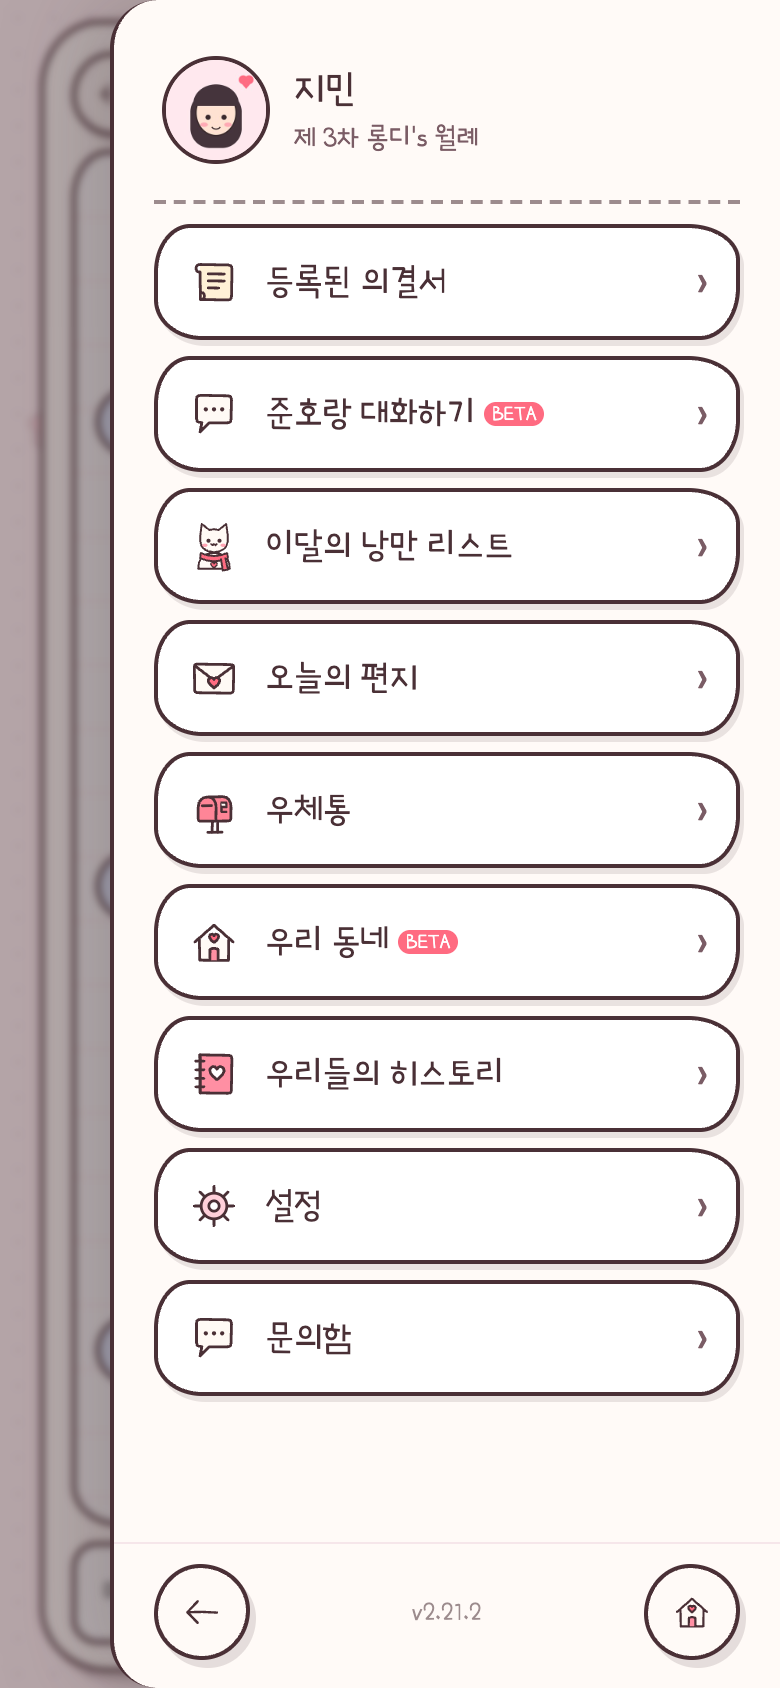 지민
제 3차 롱디's 월례
등록된 의결서
준호랑 대화하기 BETA
이달의 낭만 리스트
오늘의 편지
우체통
우리 동네 BETA
우리들의 히스토리
설정
문의함
v2.21.2